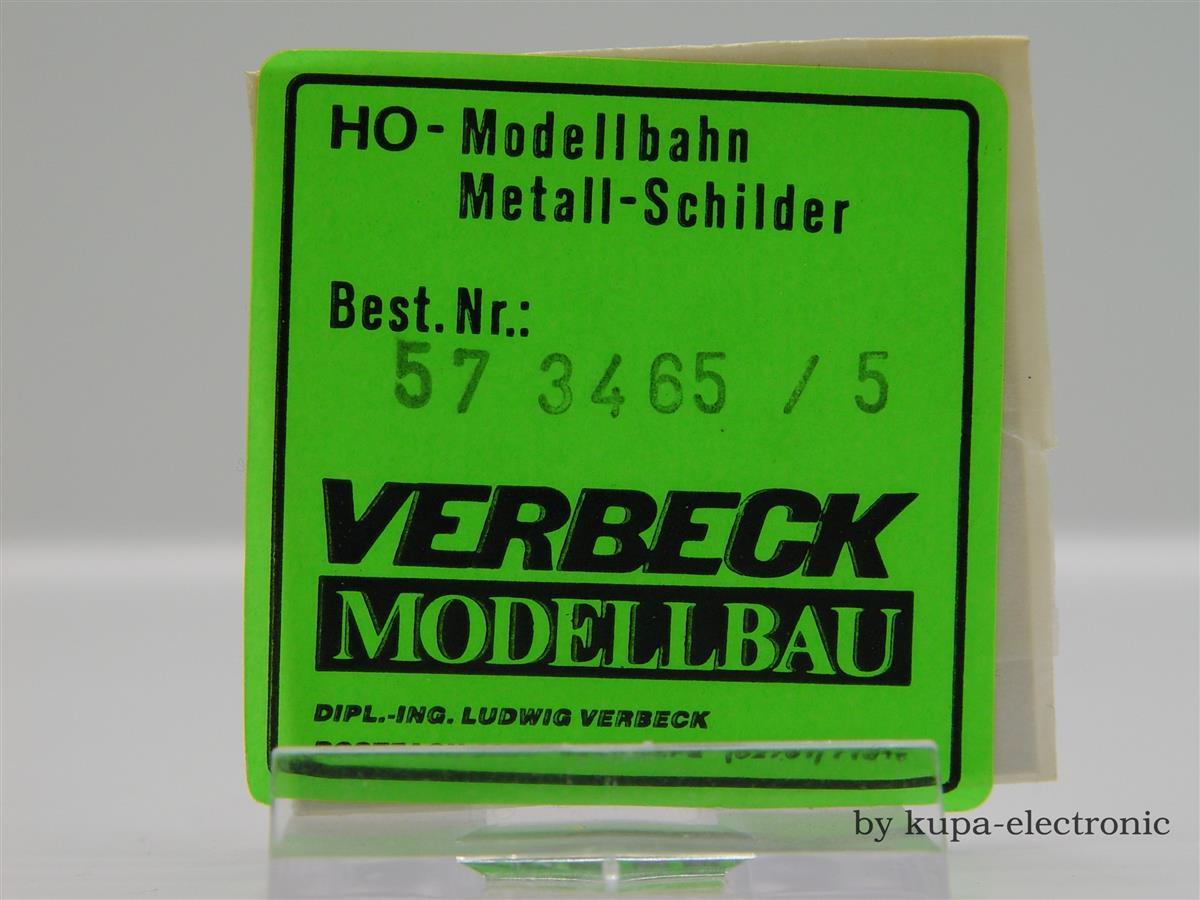 HO-Modellbahn
Metall-Schilder
Best.Nr.:
57 3465 / 5
VERBECK
MODELLBAU
DIPL.-ING. LUDWIG VERBECK
by kupa-electronic